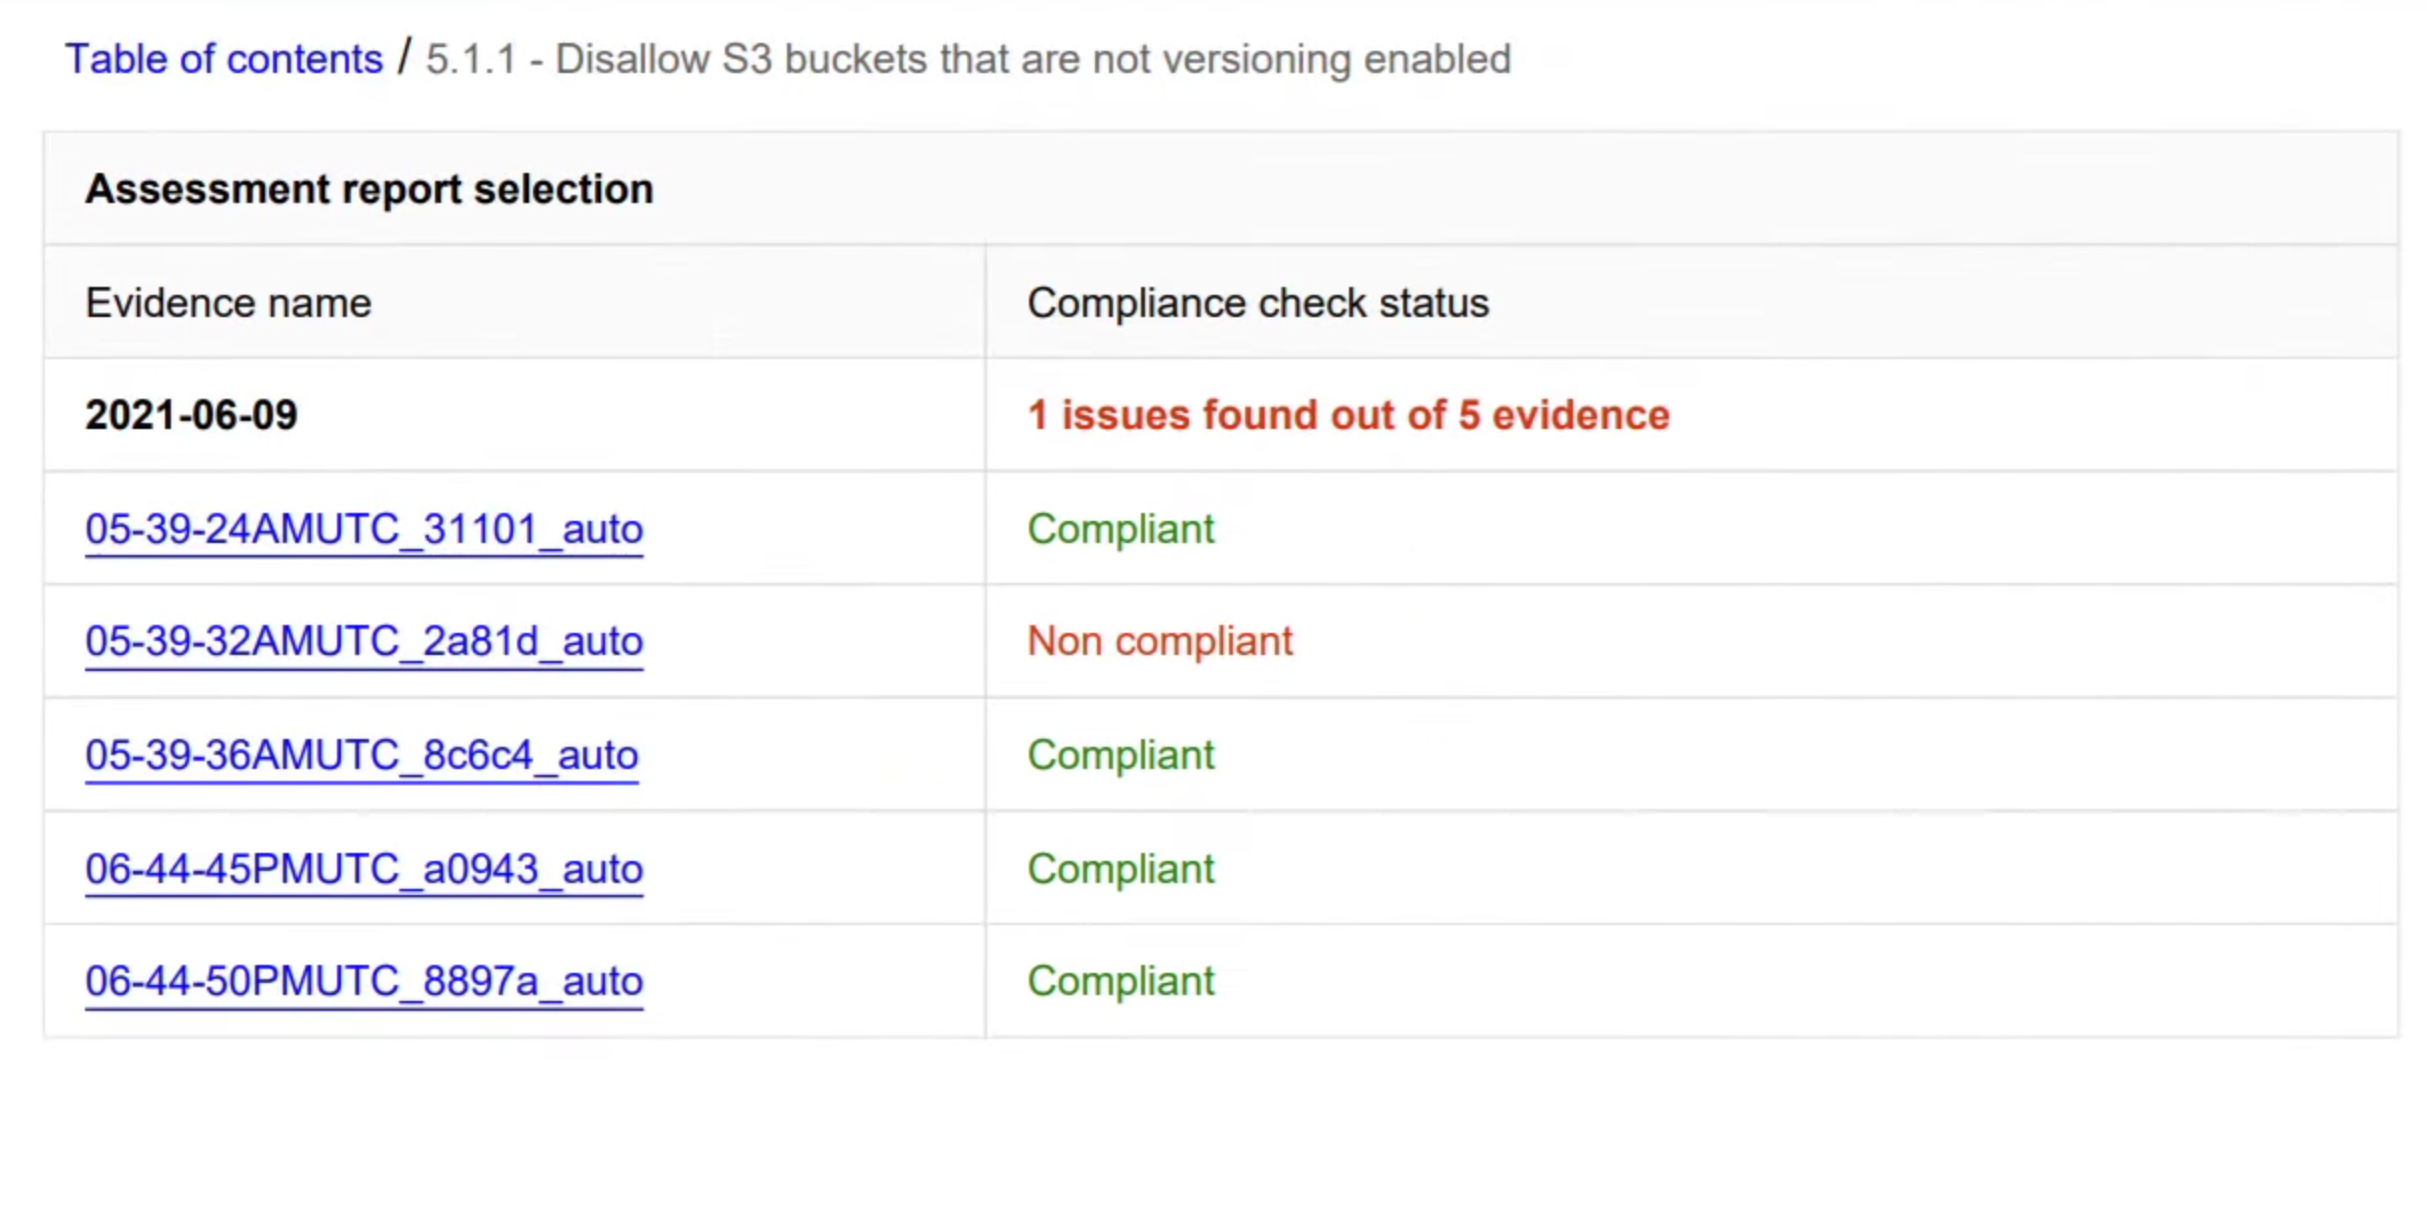 Table of contents / 5.1.1 - Disallow S3 buckets that are not versioning enabled
Assessment report selection
Evidence name Compliance check status
2021-06-09 1 issues found out of 5 evidence
05-39-24AMUTC_31101_auto Compliant
05-39-32AMUTC_2a81d_auto Non compliant
05-39-36AMUTC_8c6c4_auto Compliant
06-44-45PMUTC_a0943_auto Compliant
06-44-50PMUTC_8897a_auto Compliant